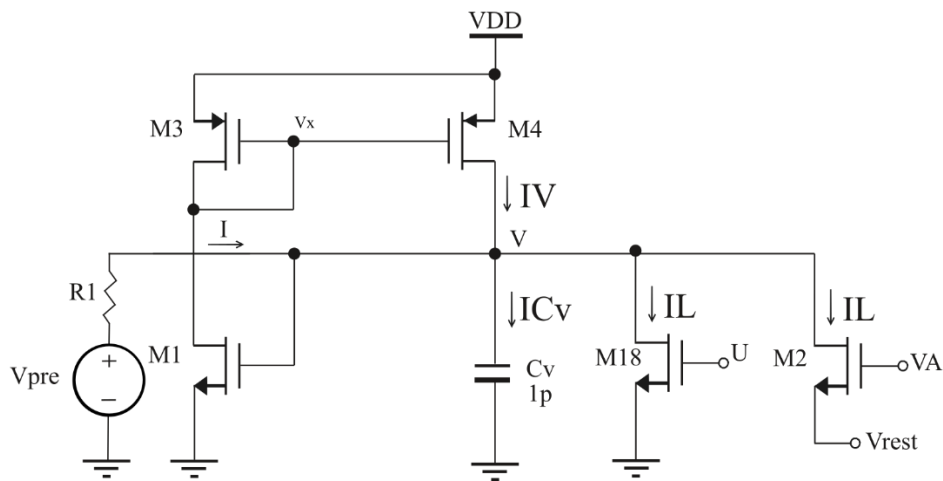 VDD
M3
Vx
M4
IV
I
V
R1
ICv
IL
IL
M1
M18
U
M2
VA
Vpre
+
−
Cv
1p
Vrest